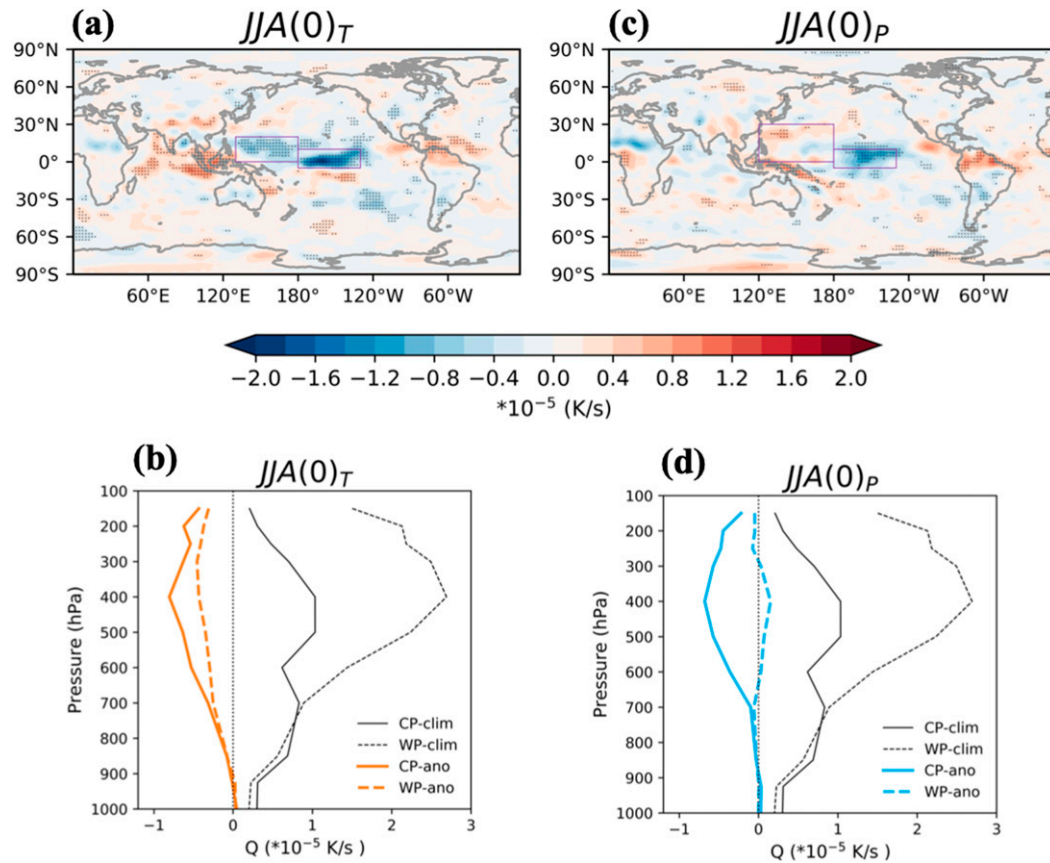 (a) JJA(0)T (c) JJA(0)P
90°N 90°N
60°N 60°N
30°N 30°N
0° 0°
30°S 30°S
60°S 60°S
90°S 90°S
60°E 120°E 180° 120°W 60°W 60°E 120°E 180° 120°W 60°W
−2.0 −1.6 −1.2 −0.8 −0.4 0.0 0.4 0.8 1.2 1.6 2.0
*10−5 (K/s)
(b) JJA(0)T
100
200
300
400
500
600
700
800
900
1000
Pressure (hPa)
CP-clim
WP-clim
CP-ano
WP-ano
−1 0 1 2 3
Q (*10−5 K/s )
(d) JJA(0)P
100
200
300
400
500
600
700
800
900
1000
Pressure (hPa)
CP-clim
WP-clim
CP-ano
WP-ano
−1 0 1 2 3
Q (*10−5 K/s )